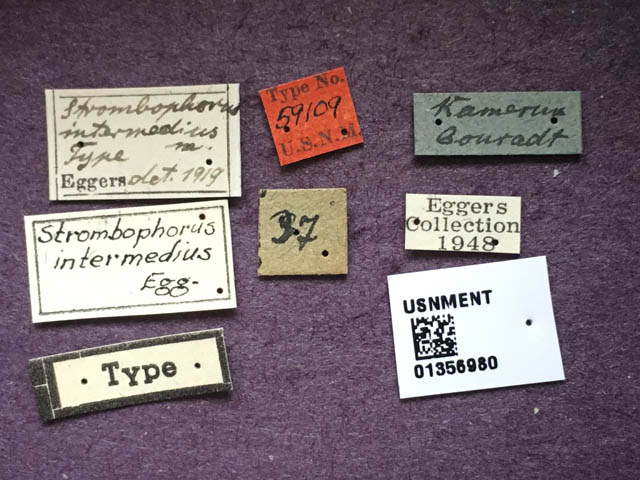 Strombophorus
intermedius
Type m.
Eggers det. 1919
Type No.
59109
U.S.N.M.
Kamerun
Conradt
Strombophorus
intermedius
Egg.
37
Eggers
Collection
1948
Type
USNMENT
01356980